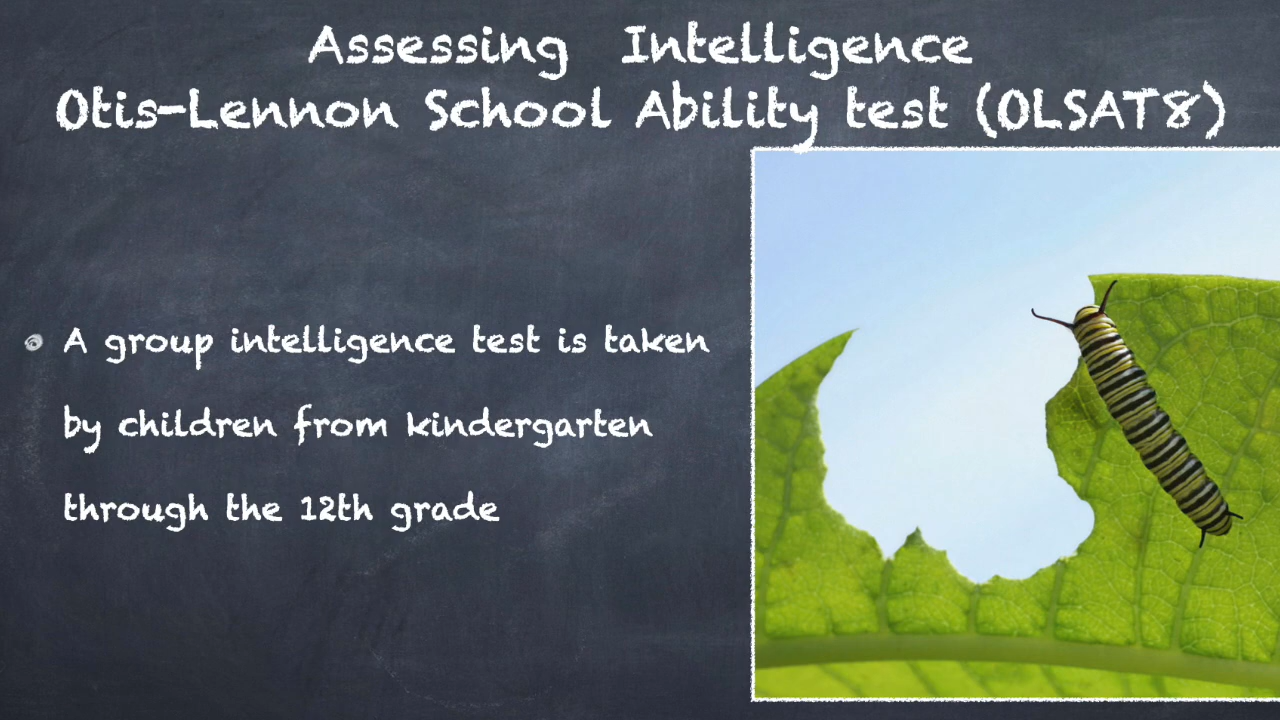 Assessing Intelligence
Otis-Lennon School Ability test (OLSAT8)
A group intelligence test is taken
by children from kindergarten
through the 12th grade